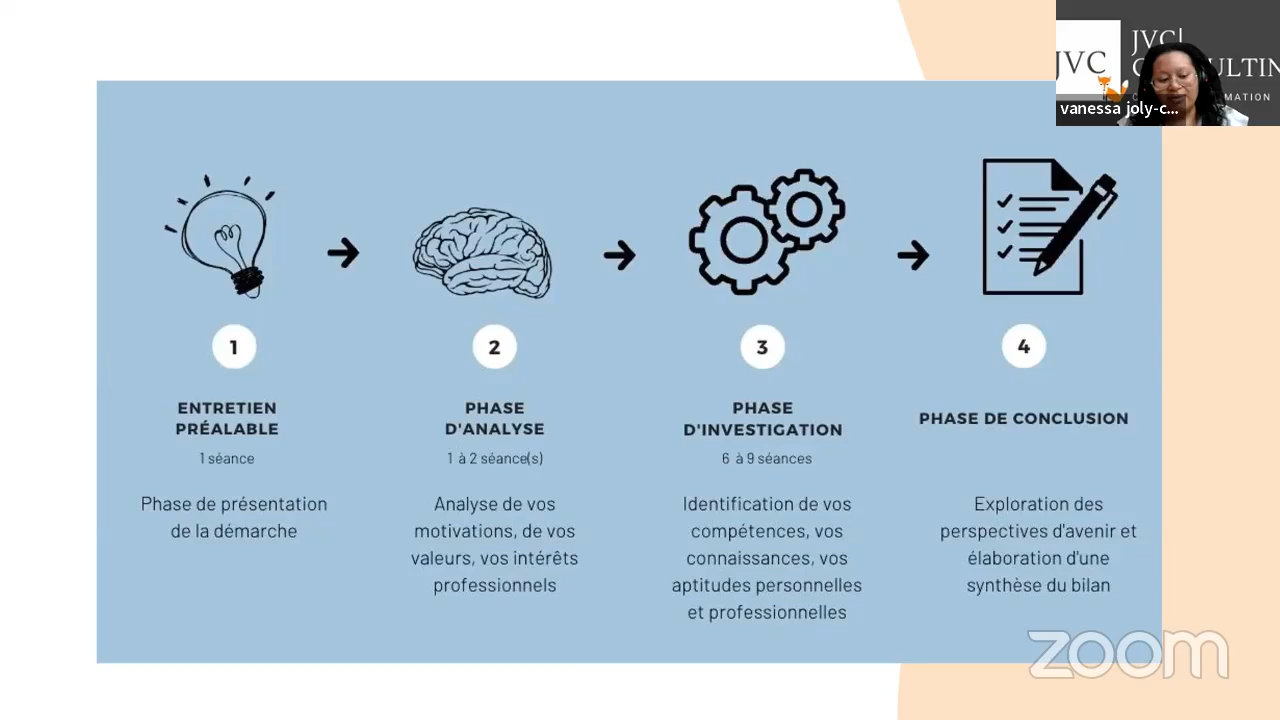 JVC
JVC|
vanessa joly-c...
1
ENTRETIEN
PRÉALABLE
1 séance
Phase de présentation
de la démarche
2
PHASE
D'ANALYSE
1 à 2 séance(s)
Analyse de vos
motivations, de vos
valeurs, vos intérêts
professionnels
3
PHASE
D'INVESTIGATION
6 à 9 séances
Identification de vos
compétences, vos
connaissances, vos
aptitudes personnelles
et professionnelles
4
PHASE DE CONCLUSION
Exploration des
perspectives d'avenir et
élaboration d'une
synthèse du bilan
zoom